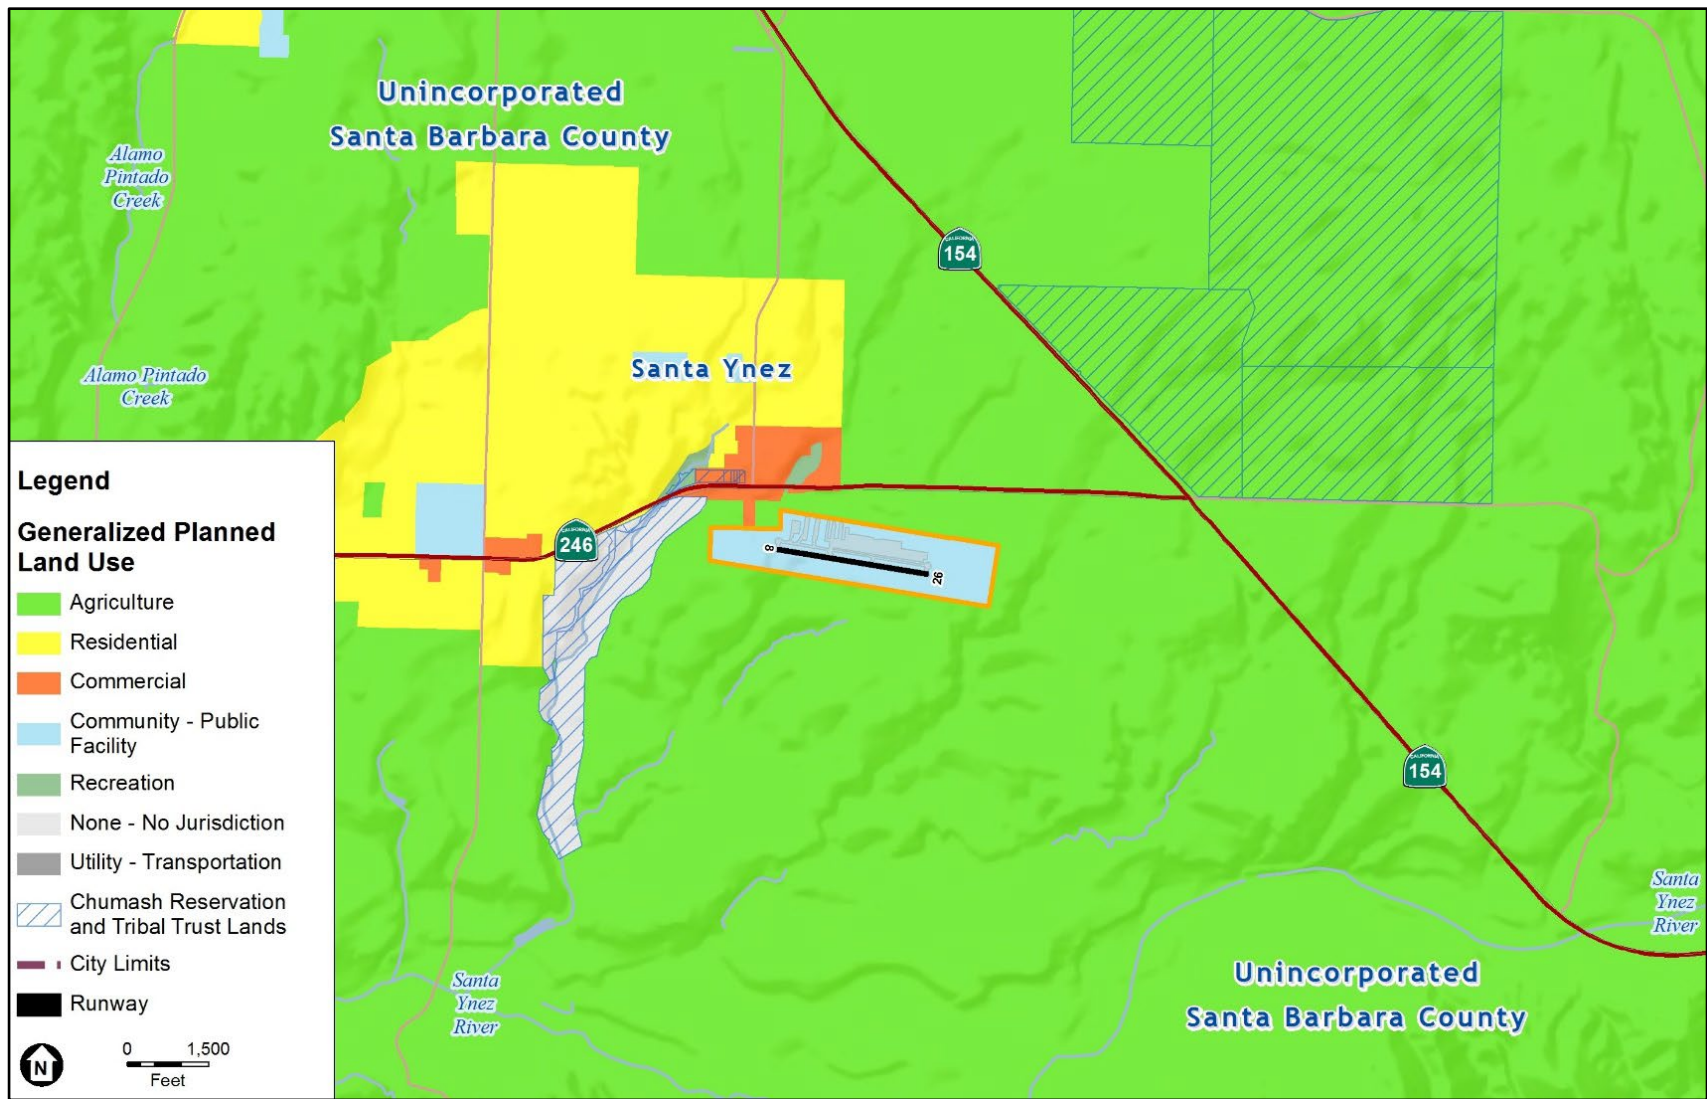 Unincorporated
Santa Barbara County
Alamo
Pintado
Creek
CALIFORNIA
154
Santa Ynez
Alamo Pintado
Creek
CALIFORNIA
246
8
26
CALIFORNIA
154
Santa
Ynez
River
Unincorporated
Santa Barbara County
Santa
Ynez
River
Legend
Generalized Planned
Land Use
Agriculture
Residential
Commercial
Community - Public
Facility
Recreation
None - No Jurisdiction
Utility - Transportation
Chumash Reservation
and Tribal Trust Lands
City Limits
Runway
N
0 1,500
Feet